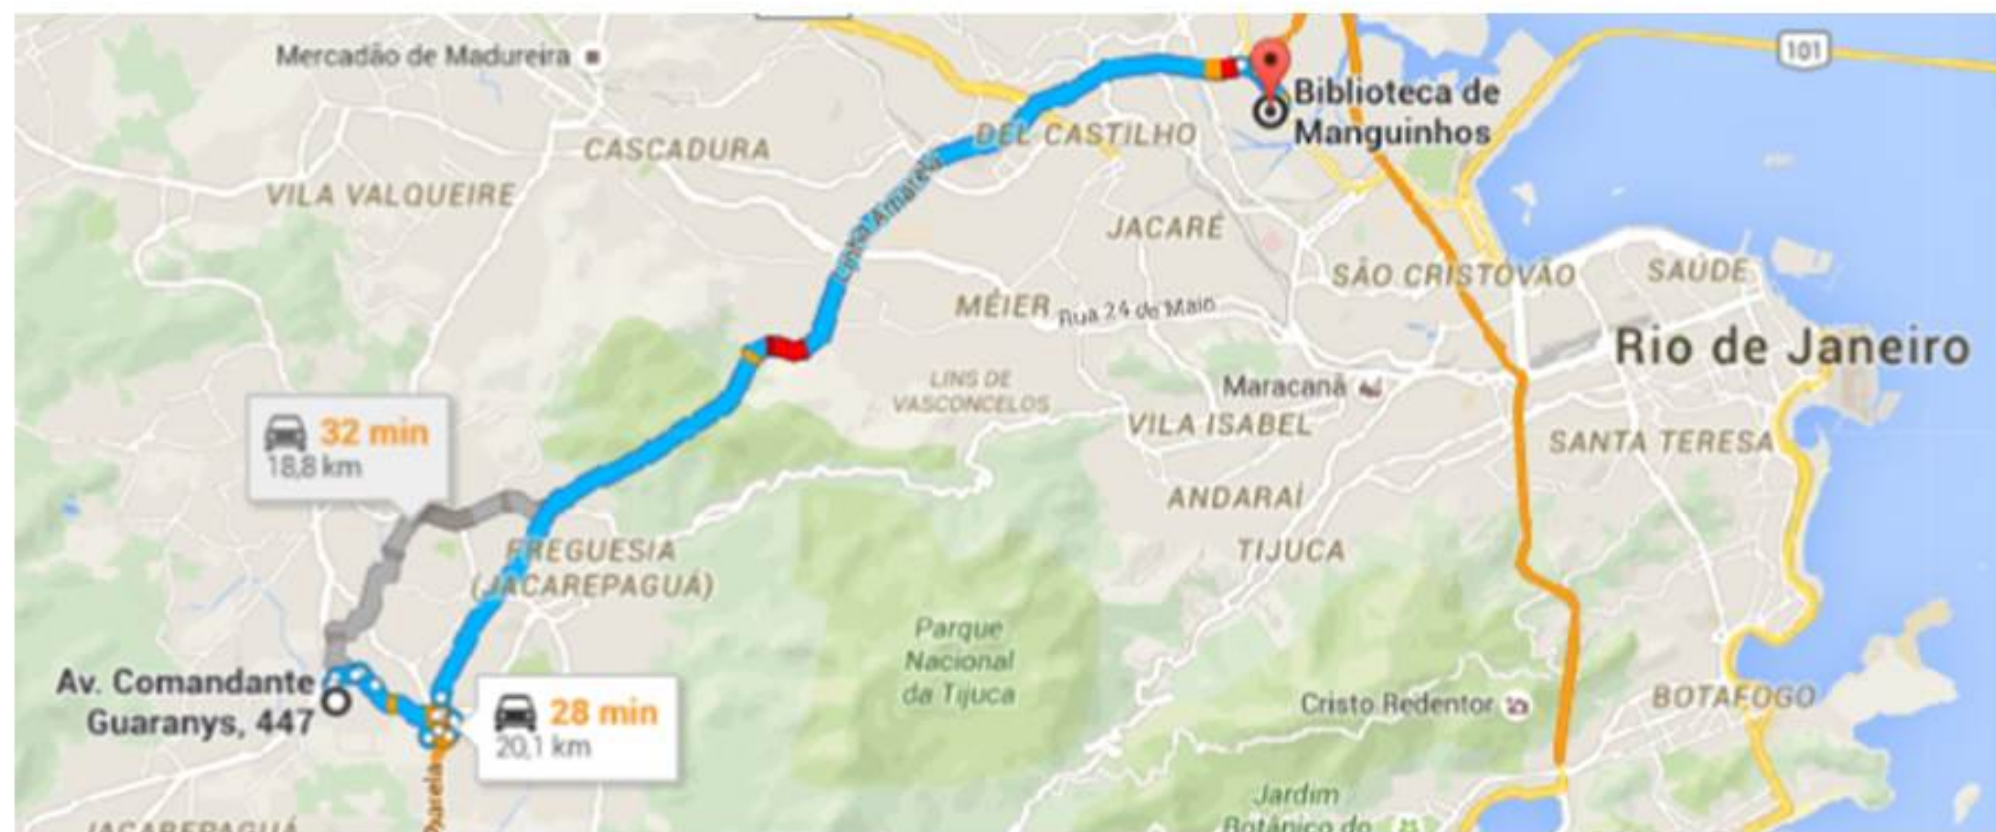 Mercadão de Madureira
101
Biblioteca de
Manguinhos
DEL CASTILHO
CASCADURA
Linha Amarela
VILA VALQUEIRE
JACARÉ
SÃO CRISTOVÃO
SAÚDE
MÉIER
Rua 24 de Maio
Rio de Janeiro
LINS DE
VASCONCELOS
Maracanã
VILA ISABEL
32 min
18,8 km
SANTA TERESA
ANDARAÍ
FREGUESIA
(JACAREPAGUÁ)
TIJUCA
Parque
Nacional
da Tijuca
Av. Comandante
Guaranys, 447
28 min
20,1 km
Cristo Redentor
BOTAFOGO
Jardim
Botânico do
JACAREPAGUÁ